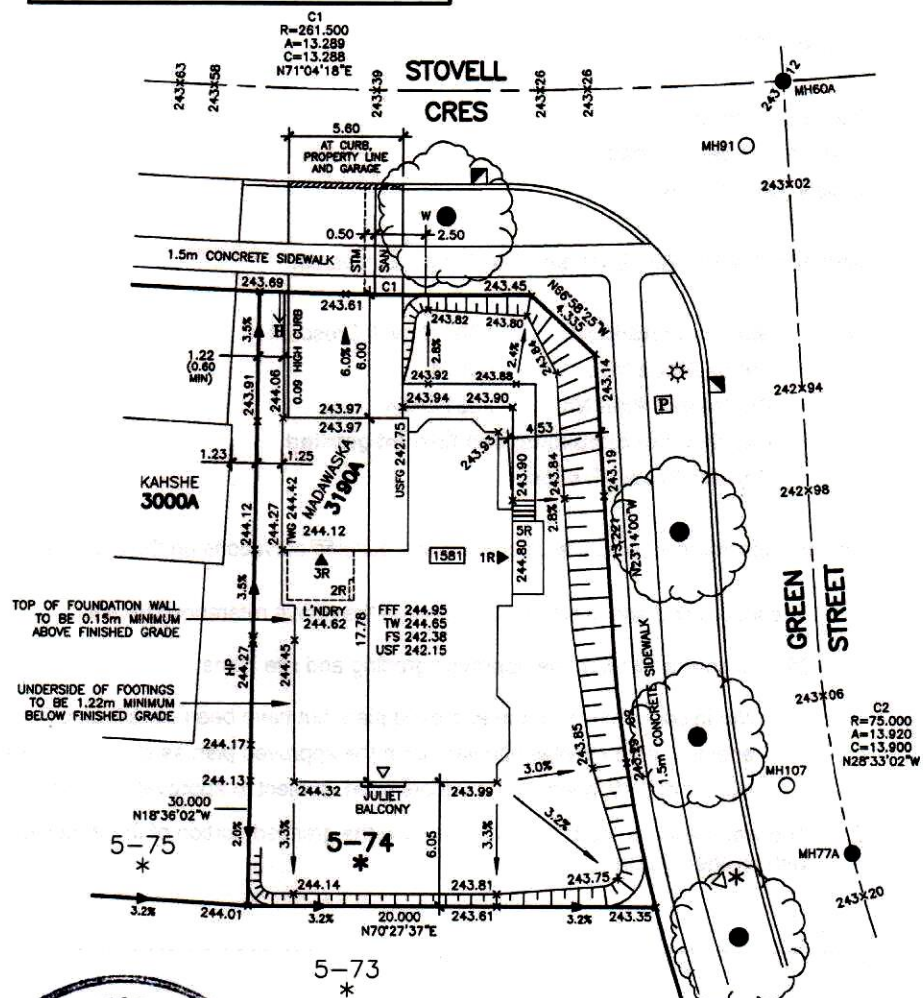 C1
R=261.500
A=13.289
C=13.288
N71°04'18"E
STOVELL
CRES
243×63
243×58
243×39
243×26
243×26
243 12
MH60A
5.60
AT CURB,
PROPERTY LINE
AND GARAGE
MH91
243×02
W
0.50
2.50
1.5m CONCRETE SIDEWALK
STM
SAN
C1
243.69
243.61
243.45
N66°58'25"W
4.335
3.5%
0.09 HIGH CURB
6.0%
6.00
243.82
243.80
243.84
243.14
1.22
(0.60
MIN)
2.8%
2.4%
243.91
244.06
243.92
243.88
P
242×94
243.94
243.90
243.97
243.97
4.53
243.93
1.23
1.25
KAHSHE
3000A
MADAWASKA
3190A
USFG 242.75
243.90
243.84
243.19
242×98
TWG 244.42
244.12
244.27
244.12
2.8%
13.221
N23°14'00"W
5R
1581
1R
244.80
3R
2R
3.5%
TOP OF FOUNDATION WALL
TO BE 0.15m MINIMUM
ABOVE FINISHED GRADE
L'NDRY
244.62
17.78
FFF 244.95
TW 244.65
FS 242.38
USF 242.15
GREEN
STREET
HP
244.27
244.45
UNDERSIDE OF FOOTINGS
TO BE 1.22m MINIMUM
BELOW FINISHED GRADE
1.5m CONCRETE SIDEWALK
243×06
C2
R=75.000
A=13.920
C=13.900
N28°33'02"W
C2
243.85
243.29
244.17
244.13
244.32
243.99
3.0%
MH107
JULIET
BALCONY
30.000
N18°36'02"W
3.2%
5-75
*
2.0%
3.3%
5-74
*
6.05
3.3%
MH77A
244.14
243.81
243.75
*
243×20
3.2%
244.01
3.2%
20.000
N70°27'37"E
243.61
3.2%
243.35
5-73
*